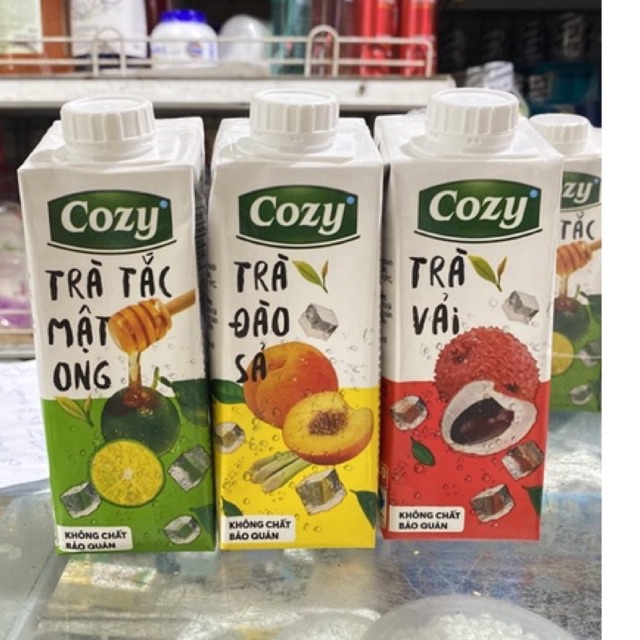 Cozy
TRÀ TẮC
MẬT
ONG
KHÔNG CHẤT
BẢO QUẢN
Cozy
TRÀ
ĐÀO
SẢ
KHÔNG CHẤT
BẢO QUẢN
Cozy
TRÀ
VẢI
KHÔNG CHẤT
BẢO QUẢN
zy
TẮC